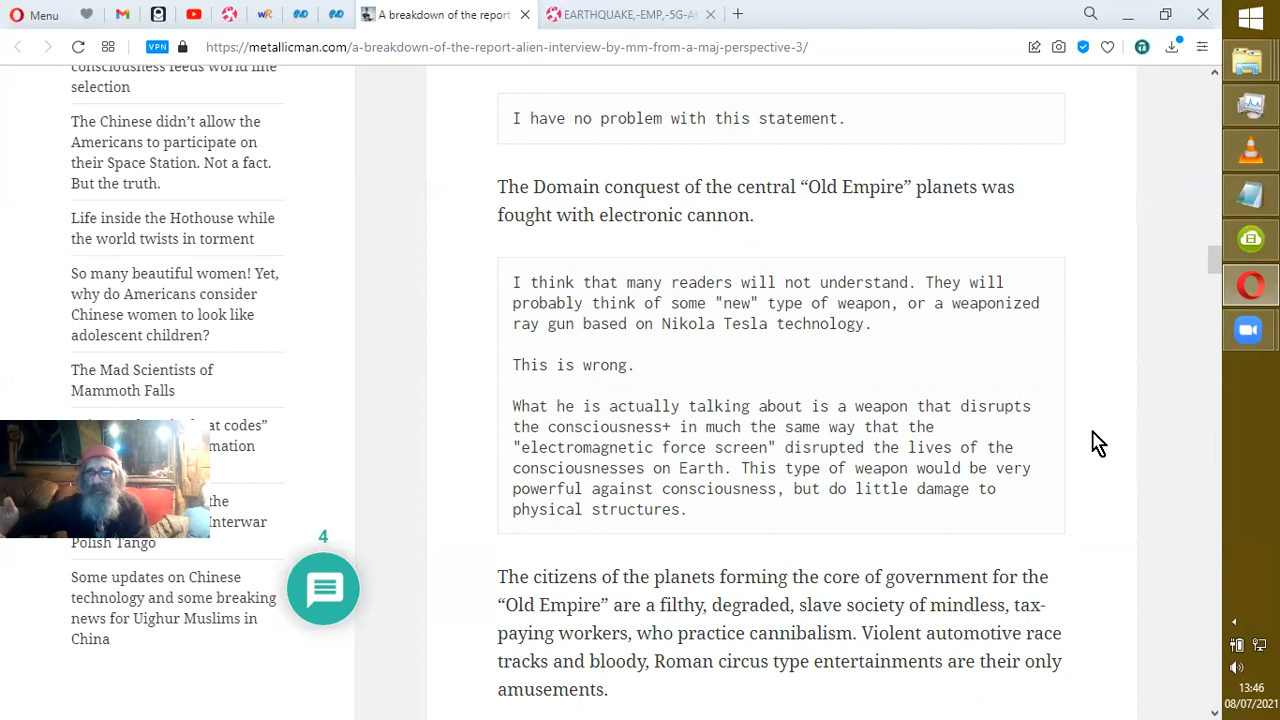 Menu
A breakdown of the report
EARTHQUAKE,-EMP,-5G-A
VPN
https://metallicman.com/a-breakdown-of-the-report-alien-interview-by-mm-from-a-maj-perspective-3/
consciousness feeds world line
selection
The Chinese didn’t allow the
Americans to participate on
their Space Station. Not a fact.
But the truth.
Life inside the Hothouse while
the world twists in torment
So many beautiful women! Yet,
why do Americans consider
Chinese women to look like
adolescent children?
The Mad Scientists of
Mammoth Falls
at codes”
mation
the
Interwar
Polish Tango
Some updates on Chinese
technology and some breaking
news for Uighur Muslims in
China
4
I have no problem with this statement.
The Domain conquest of the central “Old Empire” planets was
fought with electronic cannon.
I think that many readers will not understand. They will
probably think of some "new" type of weapon, or a weaponized
ray gun based on Nikola Tesla technology.
This is wrong.
What he is actually talking about is a weapon that disrupts
the consciousness+ in much the same way that the
"electromagnetic force screen" disrupted the lives of the
consciousnesses on Earth. This type of weapon would be very
powerful against consciousness, but do little damage to
physical structures.
The citizens of the planets forming the core of government for the
“Old Empire” are a filthy, degraded, slave society of mindless, tax-
paying workers, who practice cannibalism. Violent automotive race
tracks and bloody, Roman circus type entertainments are their only
amusements.
13:46
08/07/2021